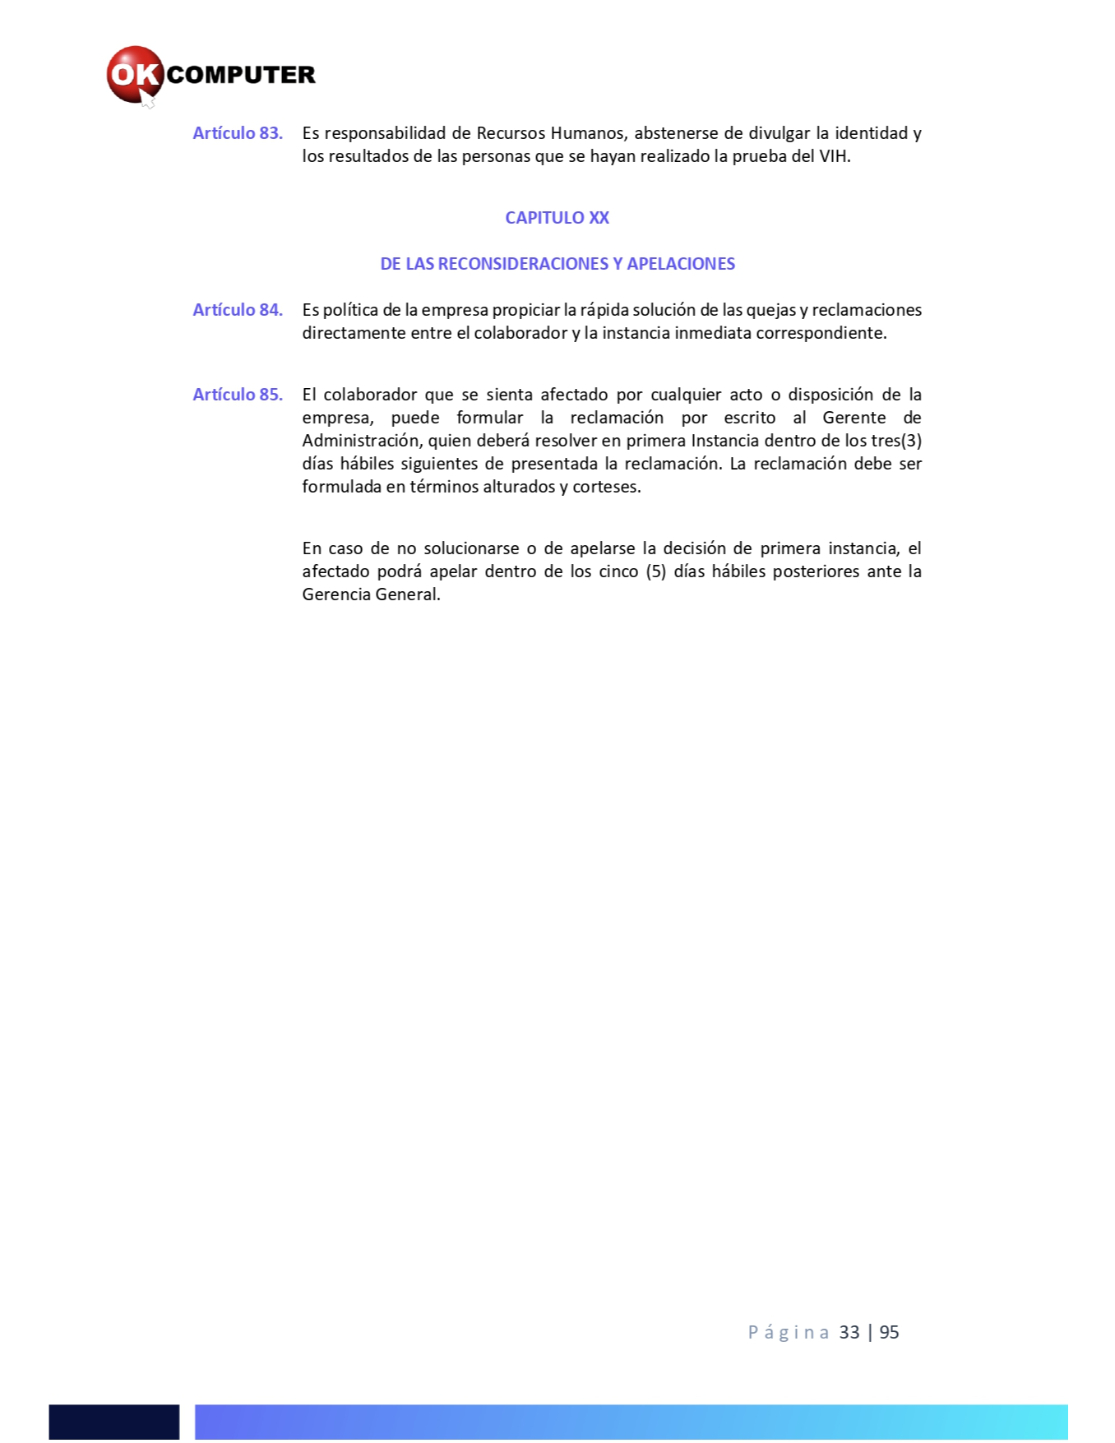 OK COMPUTER
Artículo 83. Es responsabilidad de Recursos Humanos, abstenerse de divulgar la identidad y
los resultados de las personas que se hayan realizado la prueba del VIH.
CAPITULO XX
DE LAS RECONSIDERACIONES Y APELACIONES
Artículo 84. Es política de la empresa propiciar la rápida solución de las quejas y reclamaciones
directamente entre el colaborador y la instancia inmediata correspondiente.
Artículo 85. El colaborador que se sienta afectado por cualquier acto o disposición de la
empresa, puede formular la reclamación por escrito al Gerente de
Administración, quien deberá resolver en primera Instancia dentro de los tres(3)
días hábiles siguientes de presentada la reclamación. La reclamación debe ser
formulada en términos alturados y corteses.
En caso de no solucionarse o de apelarse la decisión de primera instancia, el
afectado podrá apelar dentro de los cinco (5) días hábiles posteriores ante la
Gerencia General.
Página 33 | 95